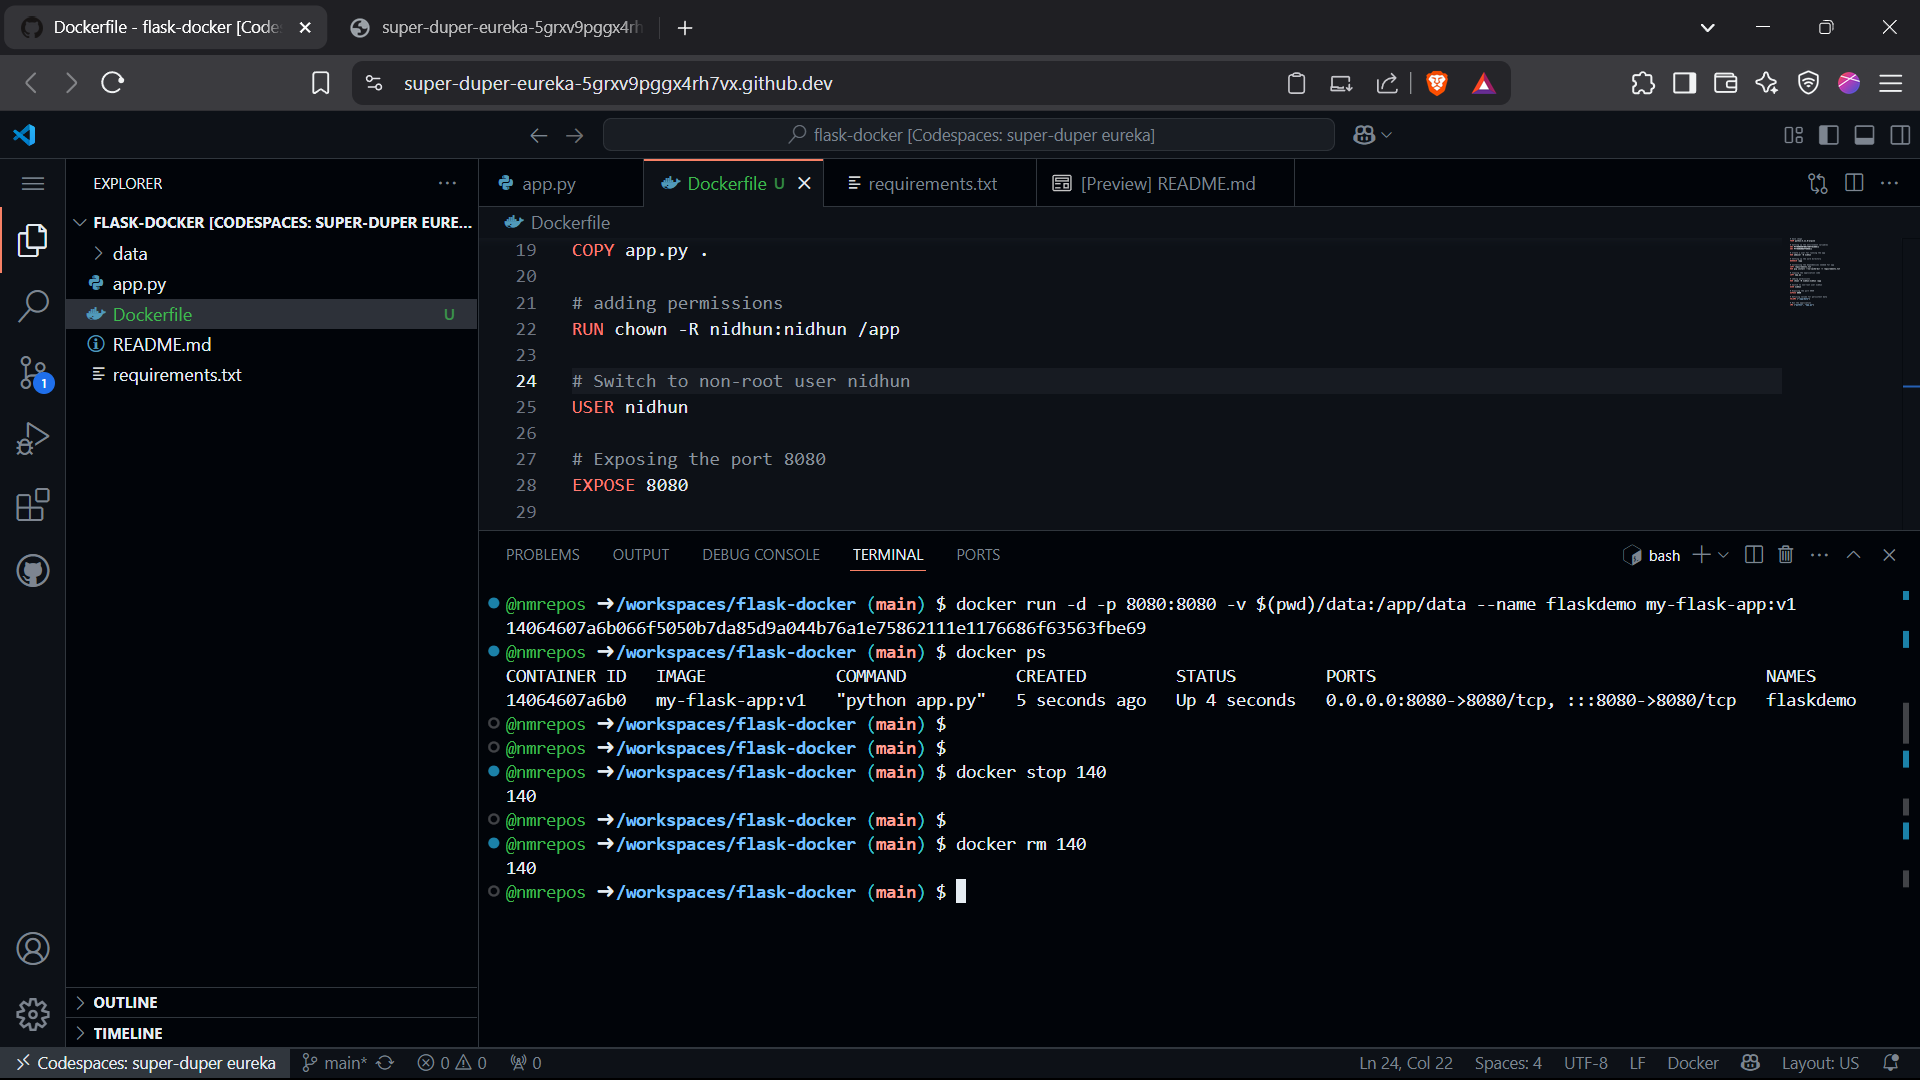 Dockerfile - flask-docker [Code
super-duper-eureka-5grxv9pggx4rh
super-duper-eureka-5grxv9pggx4rh7vx.github.dev
flask-docker [Codespaces: super-duper eureka]
EXPLORER
FLASK-DOCKER [CODESPACES: SUPER-DUPER EURE...
data
app.py
Dockerfile U
README.md
requirements.txt
1
OUTLINE
TIMELINE
app.py
Dockerfile U
requirements.txt
[Preview] README.md
Dockerfile
19 COPY app.py .
20
21 # adding permissions
22 RUN chown -R nidhun:nidhun /app
23
24 # Switch to non-root user nidhun
25 USER nidhun
26
27 # Exposing the port 8080
28 EXPOSE 8080
29
PROBLEMS OUTPUT DEBUG CONSOLE TERMINAL PORTS
bash
@nmrepos ➜/workspaces/flask-docker (main) $ docker run -d -p 8080:8080 -v $(pwd)/data:/app/data --name flaskdemo my-flask-app:v1
14064607a6b066f5050b7da85d9a044b76a1e75862111e1176686f63563fbe69
@nmrepos ➜/workspaces/flask-docker (main) $ docker ps
CONTAINER ID IMAGE COMMAND CREATED STATUS PORTS NAMES
14064607a6b0 my-flask-app:v1 "python app.py" 5 seconds ago Up 4 seconds 0.0.0.0:8080->8080/tcp, :::8080->8080/tcp flaskdemo
@nmrepos ➜/workspaces/flask-docker (main) $
@nmrepos ➜/workspaces/flask-docker (main) $
@nmrepos ➜/workspaces/flask-docker (main) $ docker stop 140
140
@nmrepos ➜/workspaces/flask-docker (main) $
@nmrepos ➜/workspaces/flask-docker (main) $ docker rm 140
140
@nmrepos ➜/workspaces/flask-docker (main) $
Codespaces: super-duper eureka main* 0 0 0 Ln 24, Col 22 Spaces: 4 UTF-8 LF Docker Layout: US